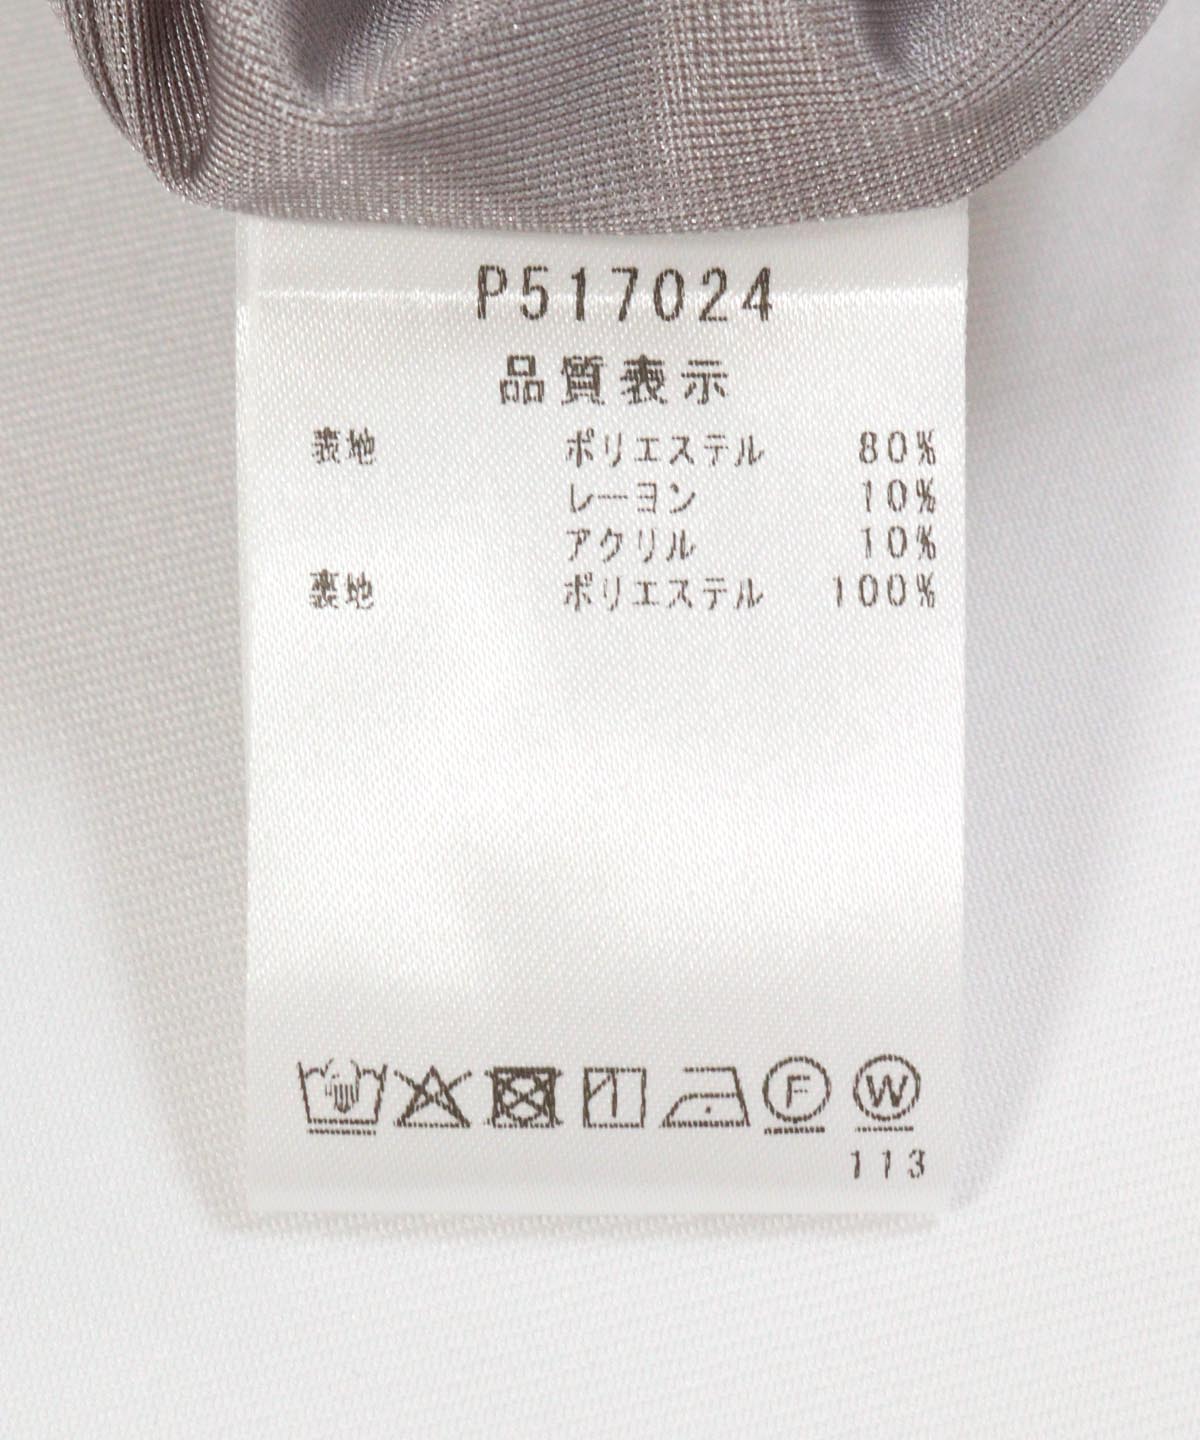 P517024
品質表示
表地 ポリエステル 80%
レーヨン 10%
アクリル 10%
裏地 ポリエステル 100%
F W
113